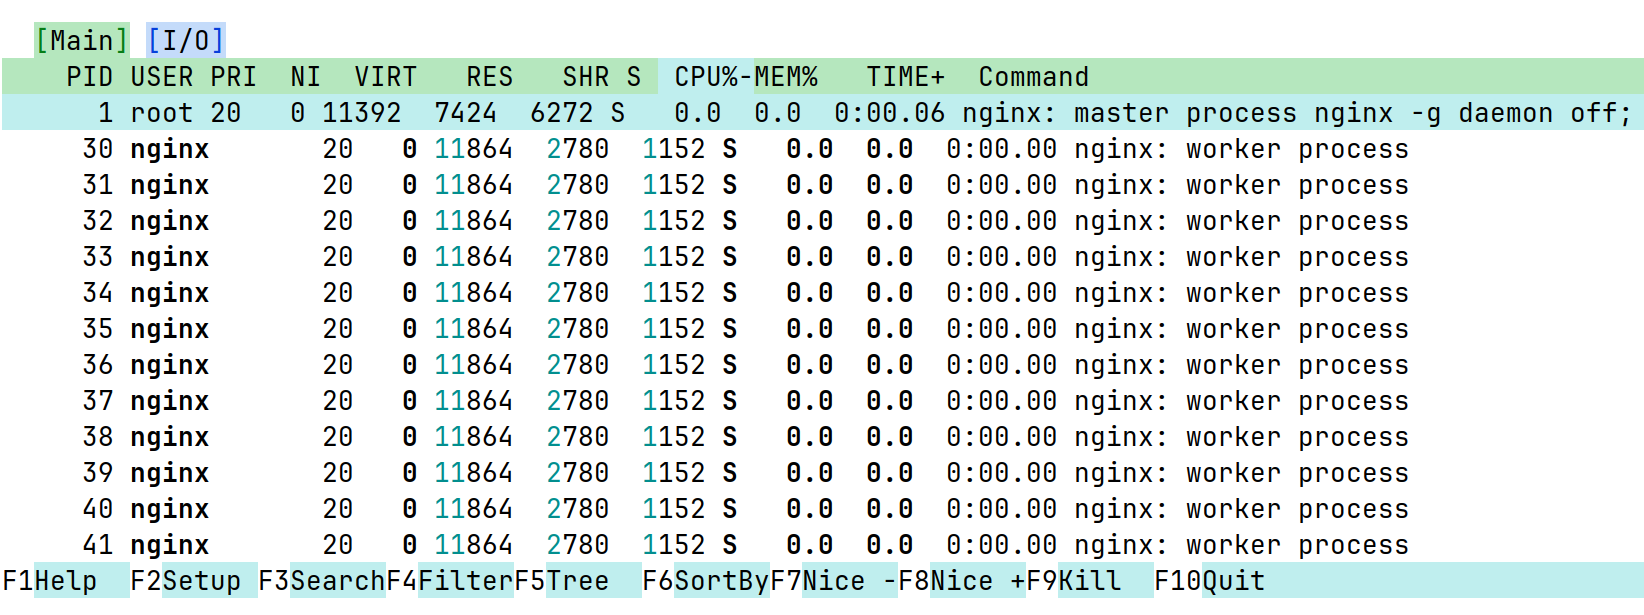 [Main] [I/O]
PID USER PRI NI VIRT RES SHR S CPU%-MEM% TIME+ Command
1 root 20 0 11392 7424 6272 S 0.0 0.0 0:00.06 nginx: master process nginx -g daemon off;
30 nginx 20 0 11864 2780 1152 S 0.0 0.0 0:00.00 nginx: worker process
31 nginx 20 0 11864 2780 1152 S 0.0 0.0 0:00.00 nginx: worker process
32 nginx 20 0 11864 2780 1152 S 0.0 0.0 0:00.00 nginx: worker process
33 nginx 20 0 11864 2780 1152 S 0.0 0.0 0:00.00 nginx: worker process
34 nginx 20 0 11864 2780 1152 S 0.0 0.0 0:00.00 nginx: worker process
35 nginx 20 0 11864 2780 1152 S 0.0 0.0 0:00.00 nginx: worker process
36 nginx 20 0 11864 2780 1152 S 0.0 0.0 0:00.00 nginx: worker process
37 nginx 20 0 11864 2780 1152 S 0.0 0.0 0:00.00 nginx: worker process
38 nginx 20 0 11864 2780 1152 S 0.0 0.0 0:00.00 nginx: worker process
39 nginx 20 0 11864 2780 1152 S 0.0 0.0 0:00.00 nginx: worker process
40 nginx 20 0 11864 2780 1152 S 0.0 0.0 0:00.00 nginx: worker process
41 nginx 20 0 11864 2780 1152 S 0.0 0.0 0:00.00 nginx: worker process
F1Help F2Setup F3SearchF4FilterF5Tree F6SortByF7Nice -F8Nice +F9Kill F10Quit